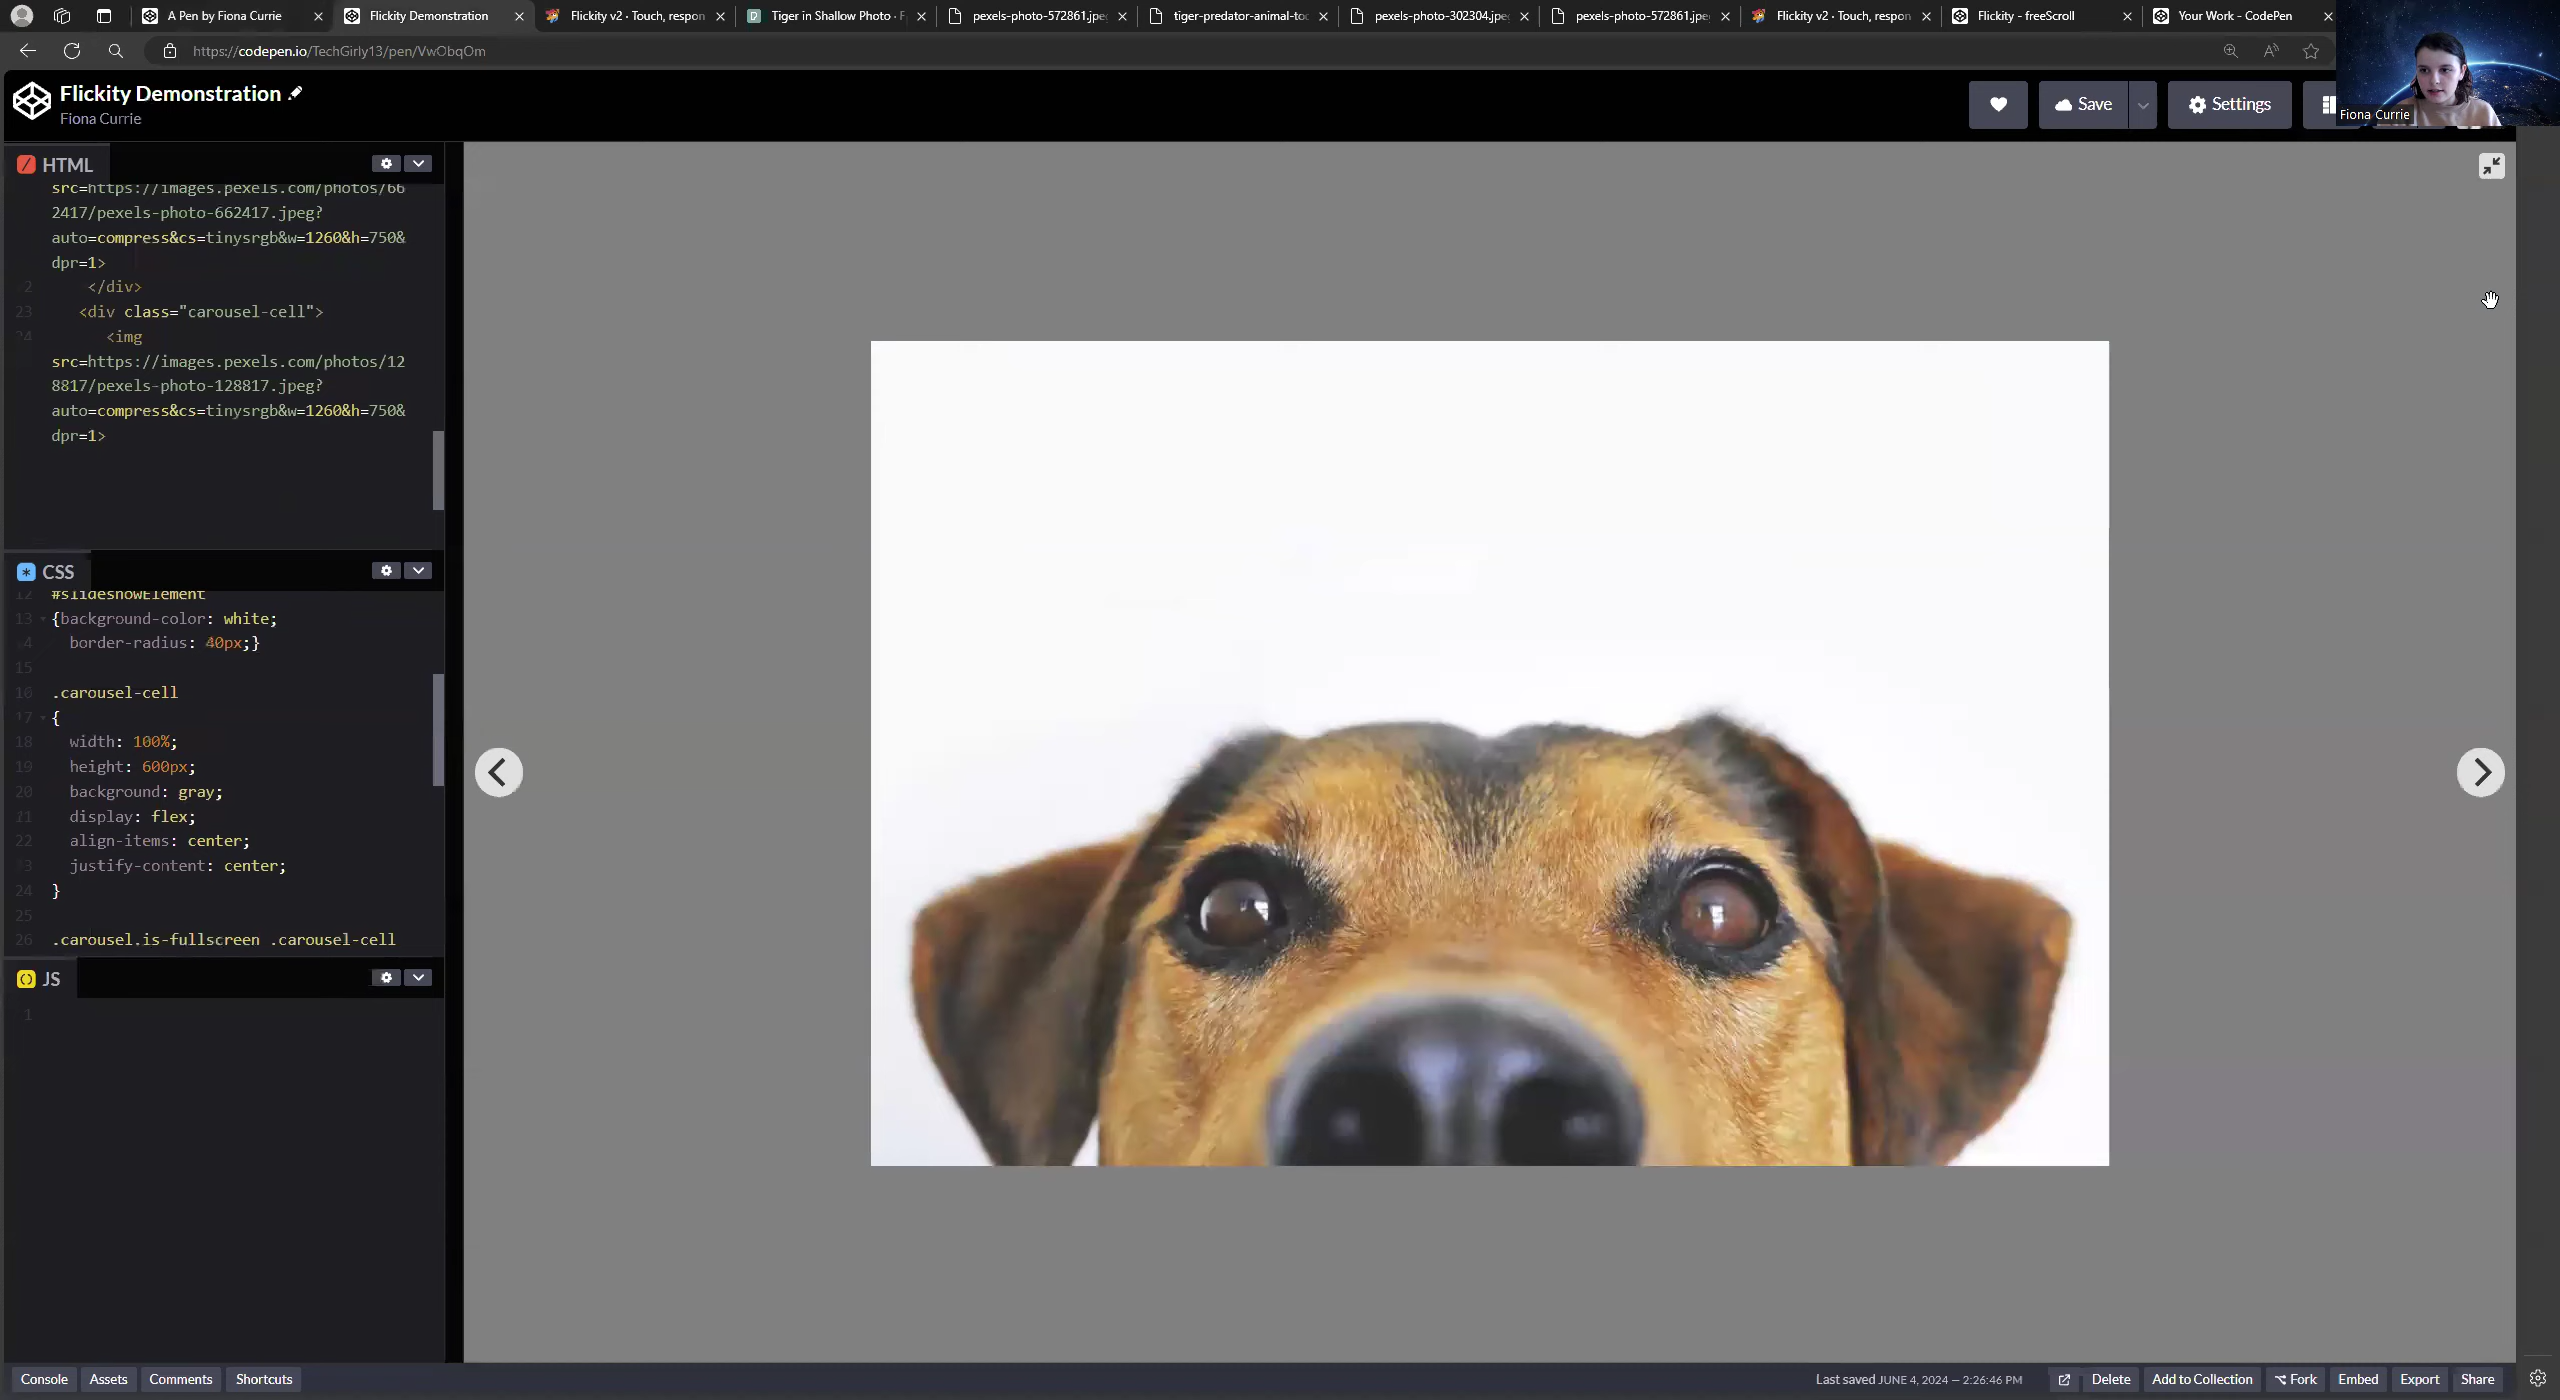 A Pen by Fiona Currie
Flickity Demonstration
Flickity v2 · Touch, respon
Tiger in Shallow Photo · F
pexels-photo-572861.jpe
tiger-predator-animal-too
pexels-photo-302304.jpe
pexels-photo-572861.jpe
Flickity v2 · Touch, respon
Flickity - freeScroll
Your Work - CodePen
https://codepen.io/TechGirly13/pen/VwObqOm
Flickity Demonstration
Fiona Currie
Save
Settings
Fiona Currie
HTML
src=https://images.pexels.com/photos/66
2417/pexels-photo-662417.jpeg?
auto=compress&cs=tinysrgb&w=1260&h=750&
dpr=1>
2 </div>
23 <div class="carousel-cell">
24 <img
src=https://images.pexels.com/photos/12
8817/pexels-photo-128817.jpeg?
auto=compress&cs=tinysrgb&w=1260&h=750&
dpr=1>
CSS
12 #slideshowElement
13 {background-color: white;
4 border-radius: 40px;}
15
16 .carousel-cell
17 {
18 width: 100%;
19 height: 600px;
20 background: gray;
21 display: flex;
22 align-items: center;
23 justify-content: center;
24 }
25
26 .carousel.is-fullscreen .carousel-cell
JS
1
Console Assets Comments Shortcuts
Last saved JUNE 4, 2024 — 2:26:46 PM
Delete Add to Collection Fork Embed Export Share